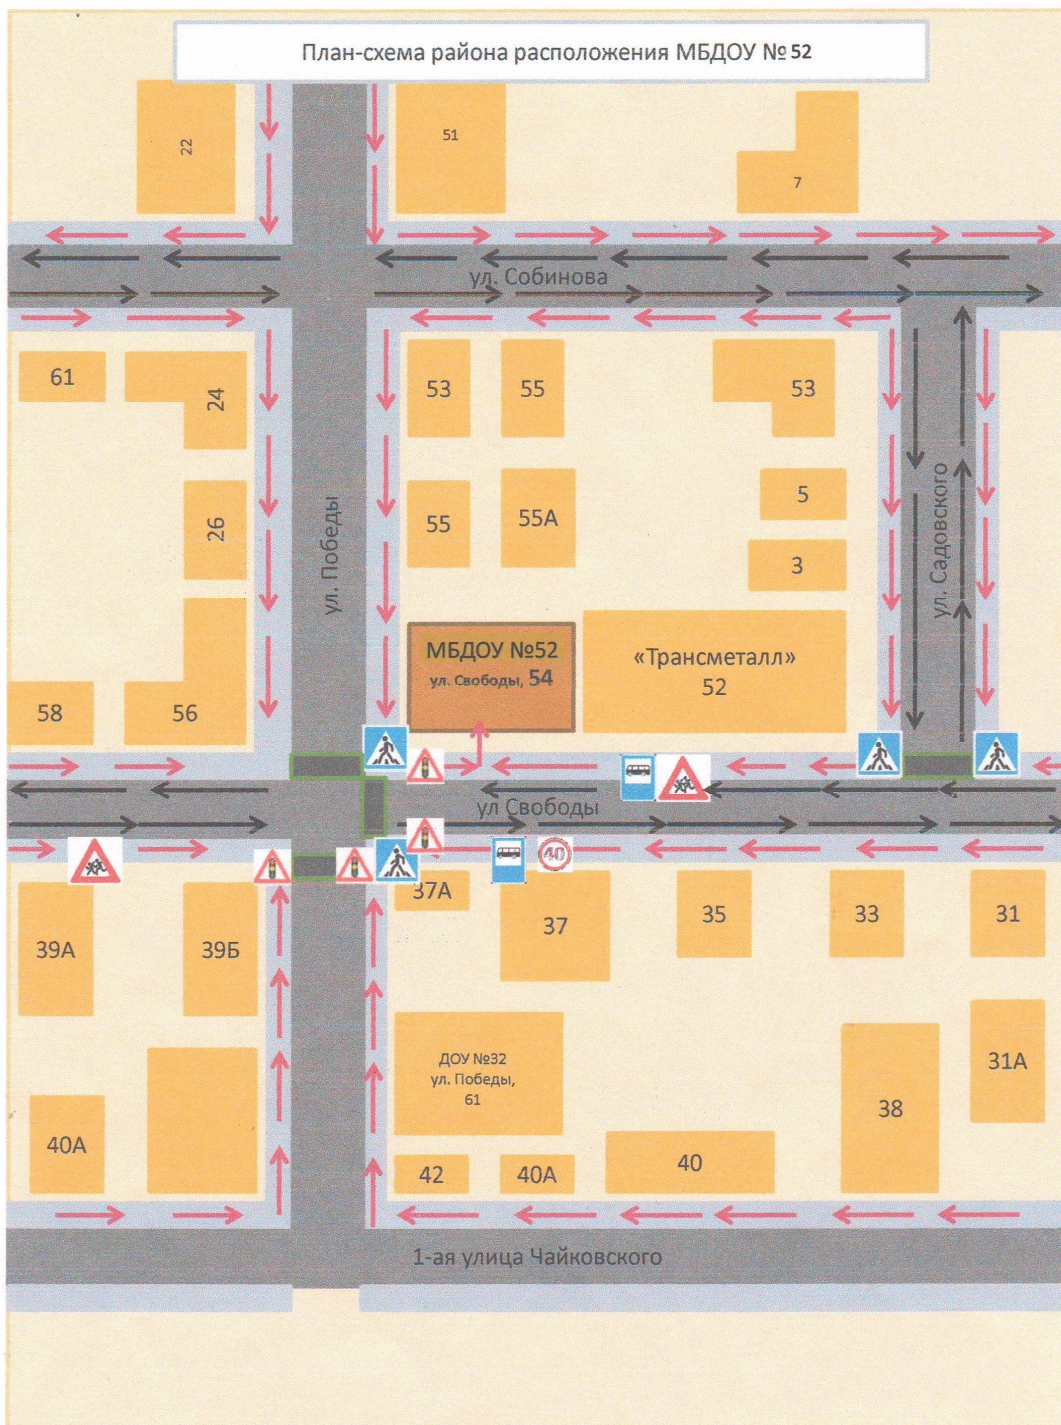 План-схема района расположения МБДОУ № 52
22
51
7
ул. Собинова
61
24
53
55
53
26
55
55А
5
3
ул. Победы
ул. Садовского
МБДОУ №52
ул. Свободы, 54
«Трансметалл»
52
58
56
ул Свободы
40
37А
37
35
33
31
39А
39Б
ДОУ №32
ул. Победы,
61
31А
38
40А
42
40А
40
1-ая улица Чайковского